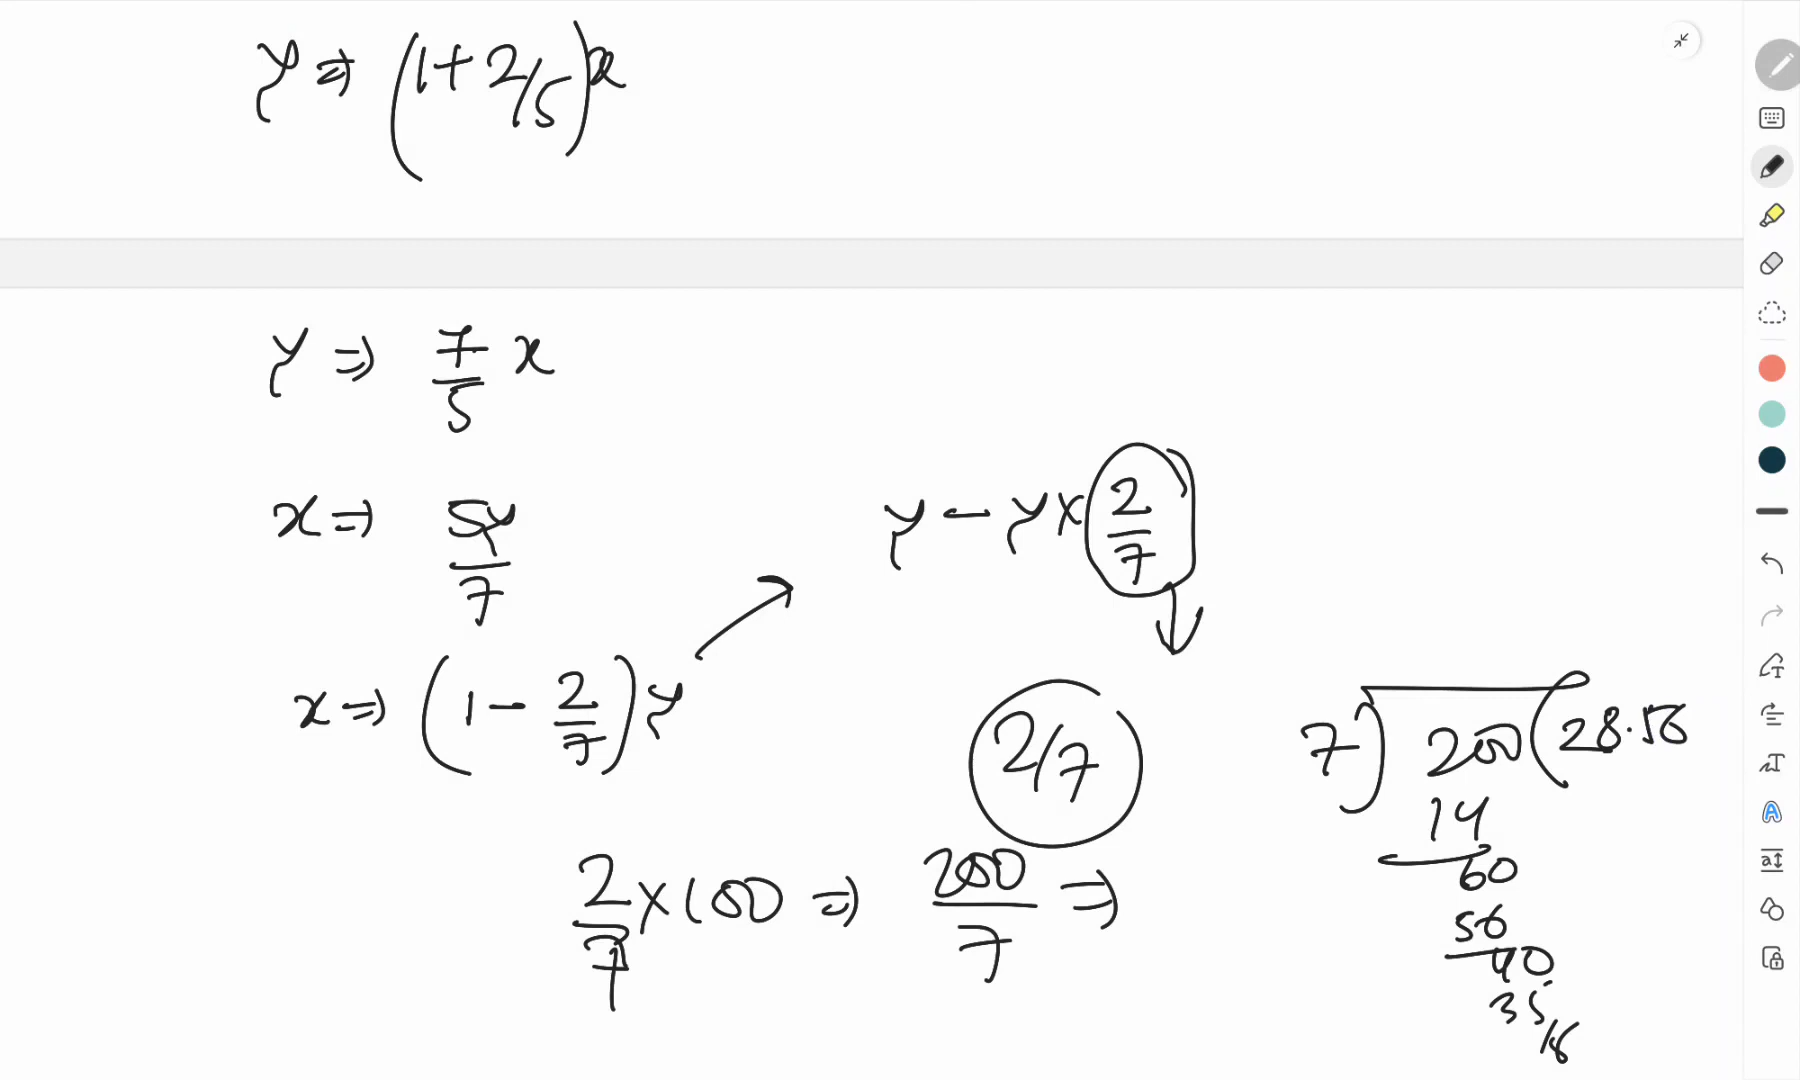 y ⇒ (1 + 2/5)x
y ⇒ 7/5 x
x ⇒ 5y/7
y − y × 2/7
x ⇒ (1 − 2/7)y
2/7
2/7 × 100 ⇒ 200/7 ⇒
7) 200 (28.56
14
60
56
40
35